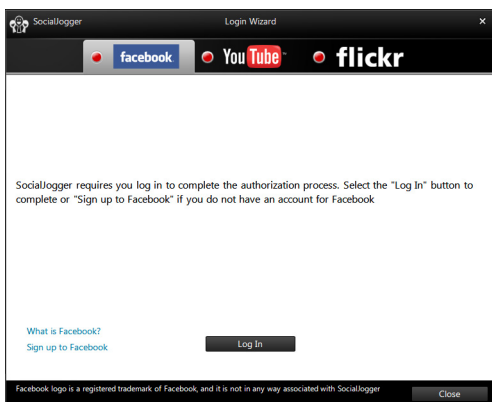 SocialJogger
Login Wizard
×
facebook
YouTube
flickr
SocialJogger requires you log in to complete the authorization process. Select the "Log In" button to
complete or "Sign up to Facebook" if you do not have an account for Facebook
What is Facebook?
Sign up to Facebook
Log In
Facebook logo is a registered trademark of Facebook, and it is not in any way associated with SocialJogger
Close